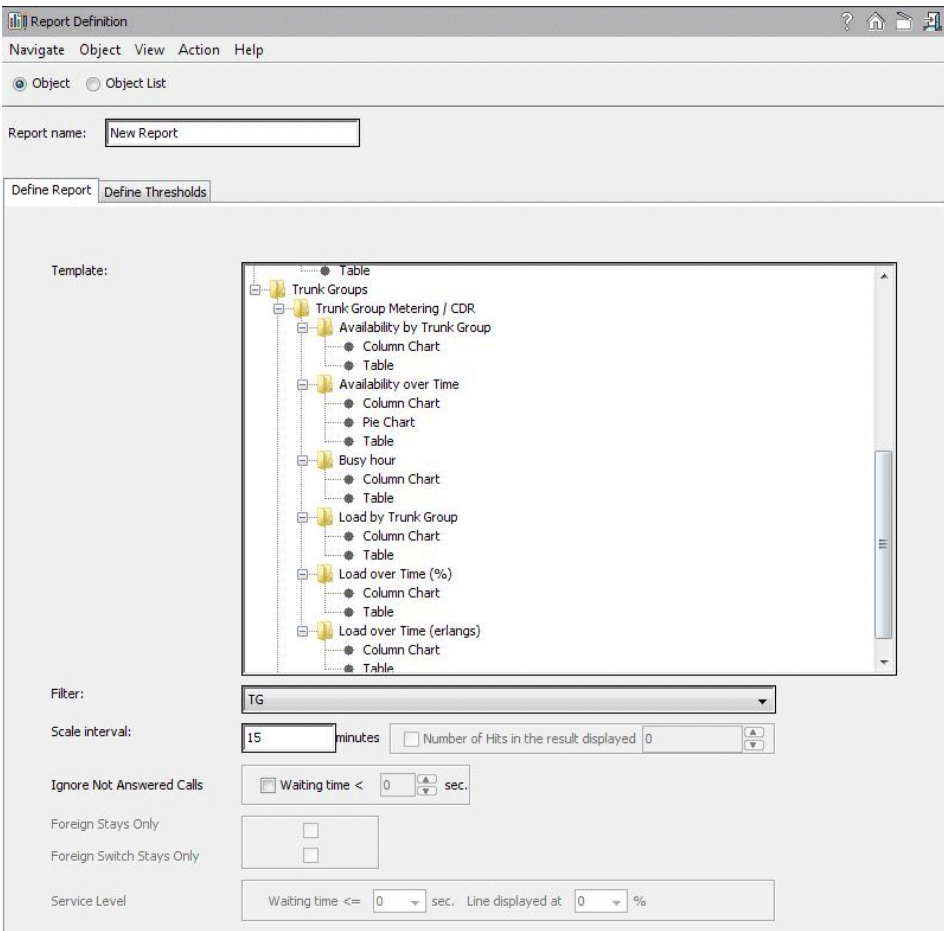 Report Definition
Navigate Object View Action Help
Object Object List
Report name: New Report
Define Report Define Thresholds
Template:
Table
Trunk Groups
Trunk Group Metering / CDR
Availability by Trunk Group
Column Chart
Table
Availability over Time
Column Chart
Pie Chart
Table
Busy hour
Column Chart
Table
Load by Trunk Group
Column Chart
Table
Load over Time (%)
Column Chart
Table
Load over Time (erlangs)
Column Chart
Table
Filter: TG
Scale interval: 15 minutes Number of Hits in the result displayed 0
Ignore Not Answered Calls Waiting time < 0 sec.
Foreign Stays Only
Foreign Switch Stays Only
Service Level Waiting time <= 0 sec. Line displayed at 0 %